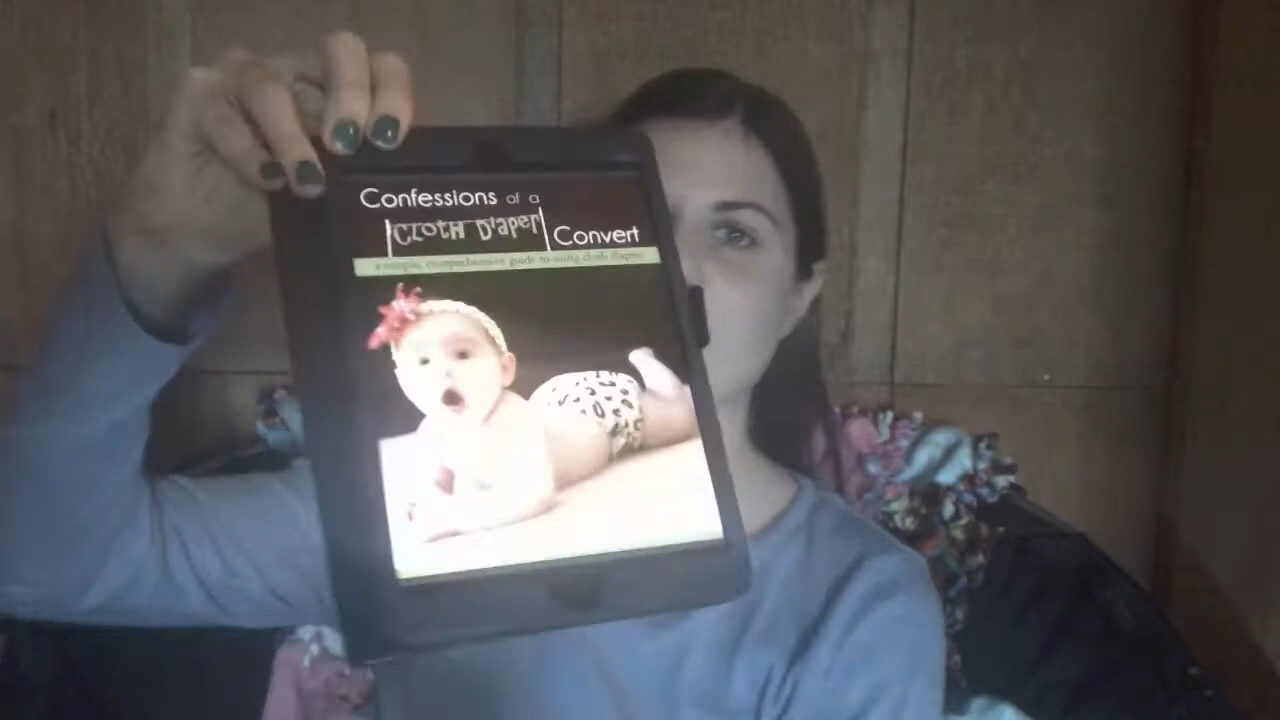 Confessions of a
Cloth Diaper Convert
a simple, comprehensive guide to using cloth diapers